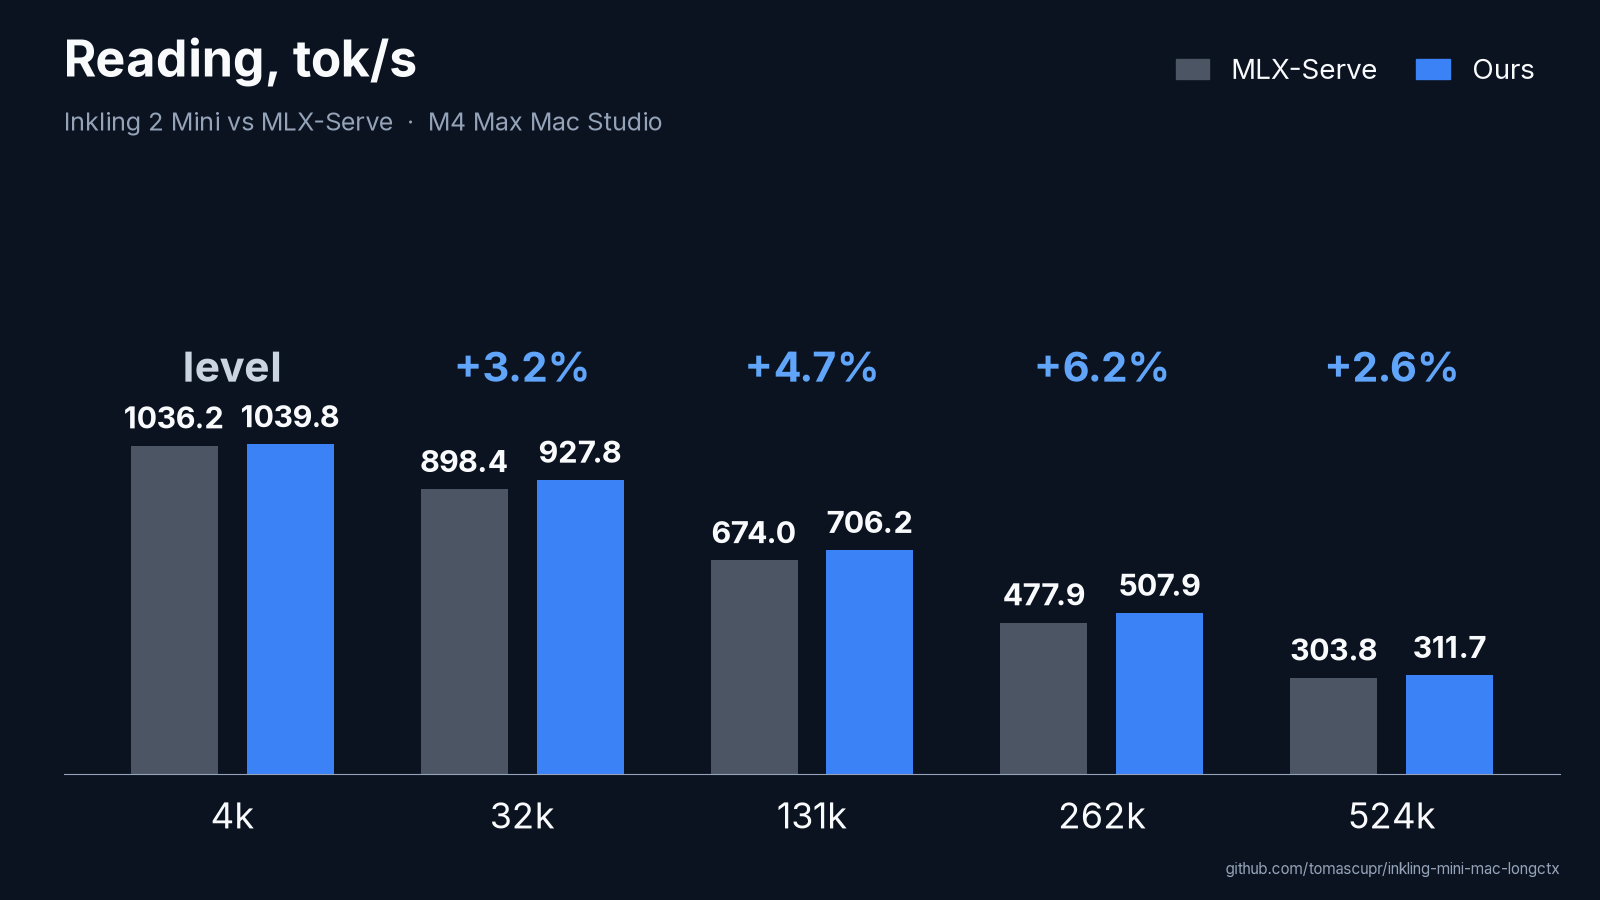 Reading, tok/s
MLX-Serve Ours
Inkling 2 Mini vs MLX-Serve · M4 Max Mac Studio
level +3.2% +4.7% +6.2% +2.6%
1036.2 1039.8
898.4 927.8
674.0 706.2
477.9 507.9
303.8 311.7
4k 32k 131k 262k 524k
github.com/tomascupr/inkling-mini-mac-longctx